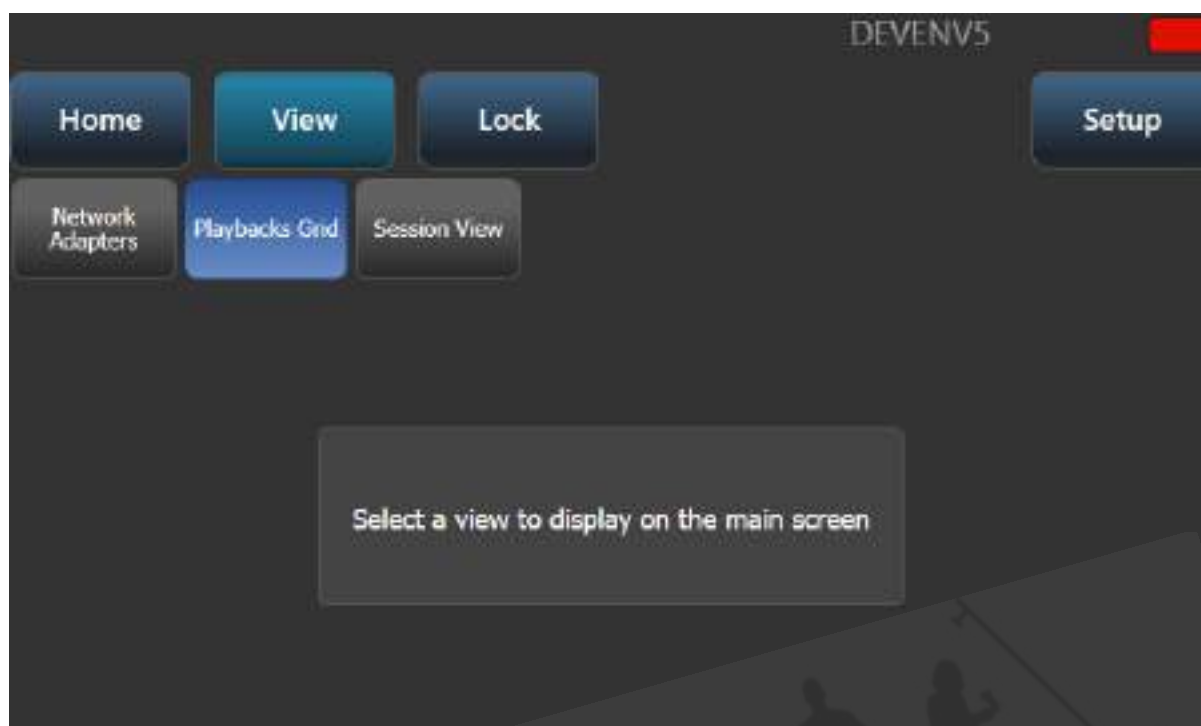 DEVENV5
Home
View
Lock
Setup
Network
Adapters
Playbacks Grid
Session View
Select a view to display on the main screen